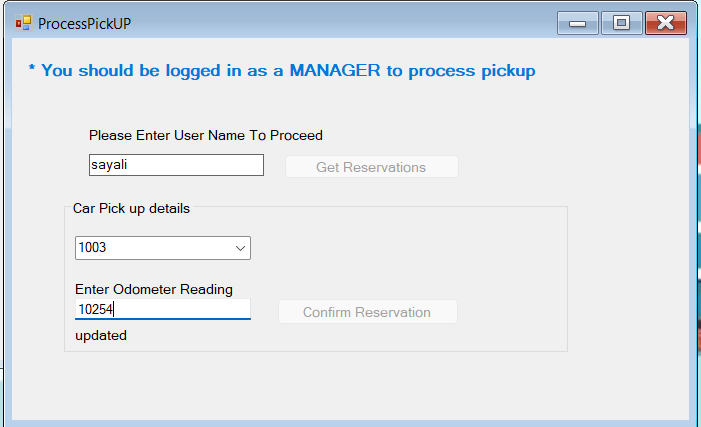 ProcessPickUP
* You should be logged in as a MANAGER to process pickup
Please Enter User Name To Proceed
sayali
Get Reservations
Car Pick up details
1003
Enter Odometer Reading
10254
Confirm Reservation
updated